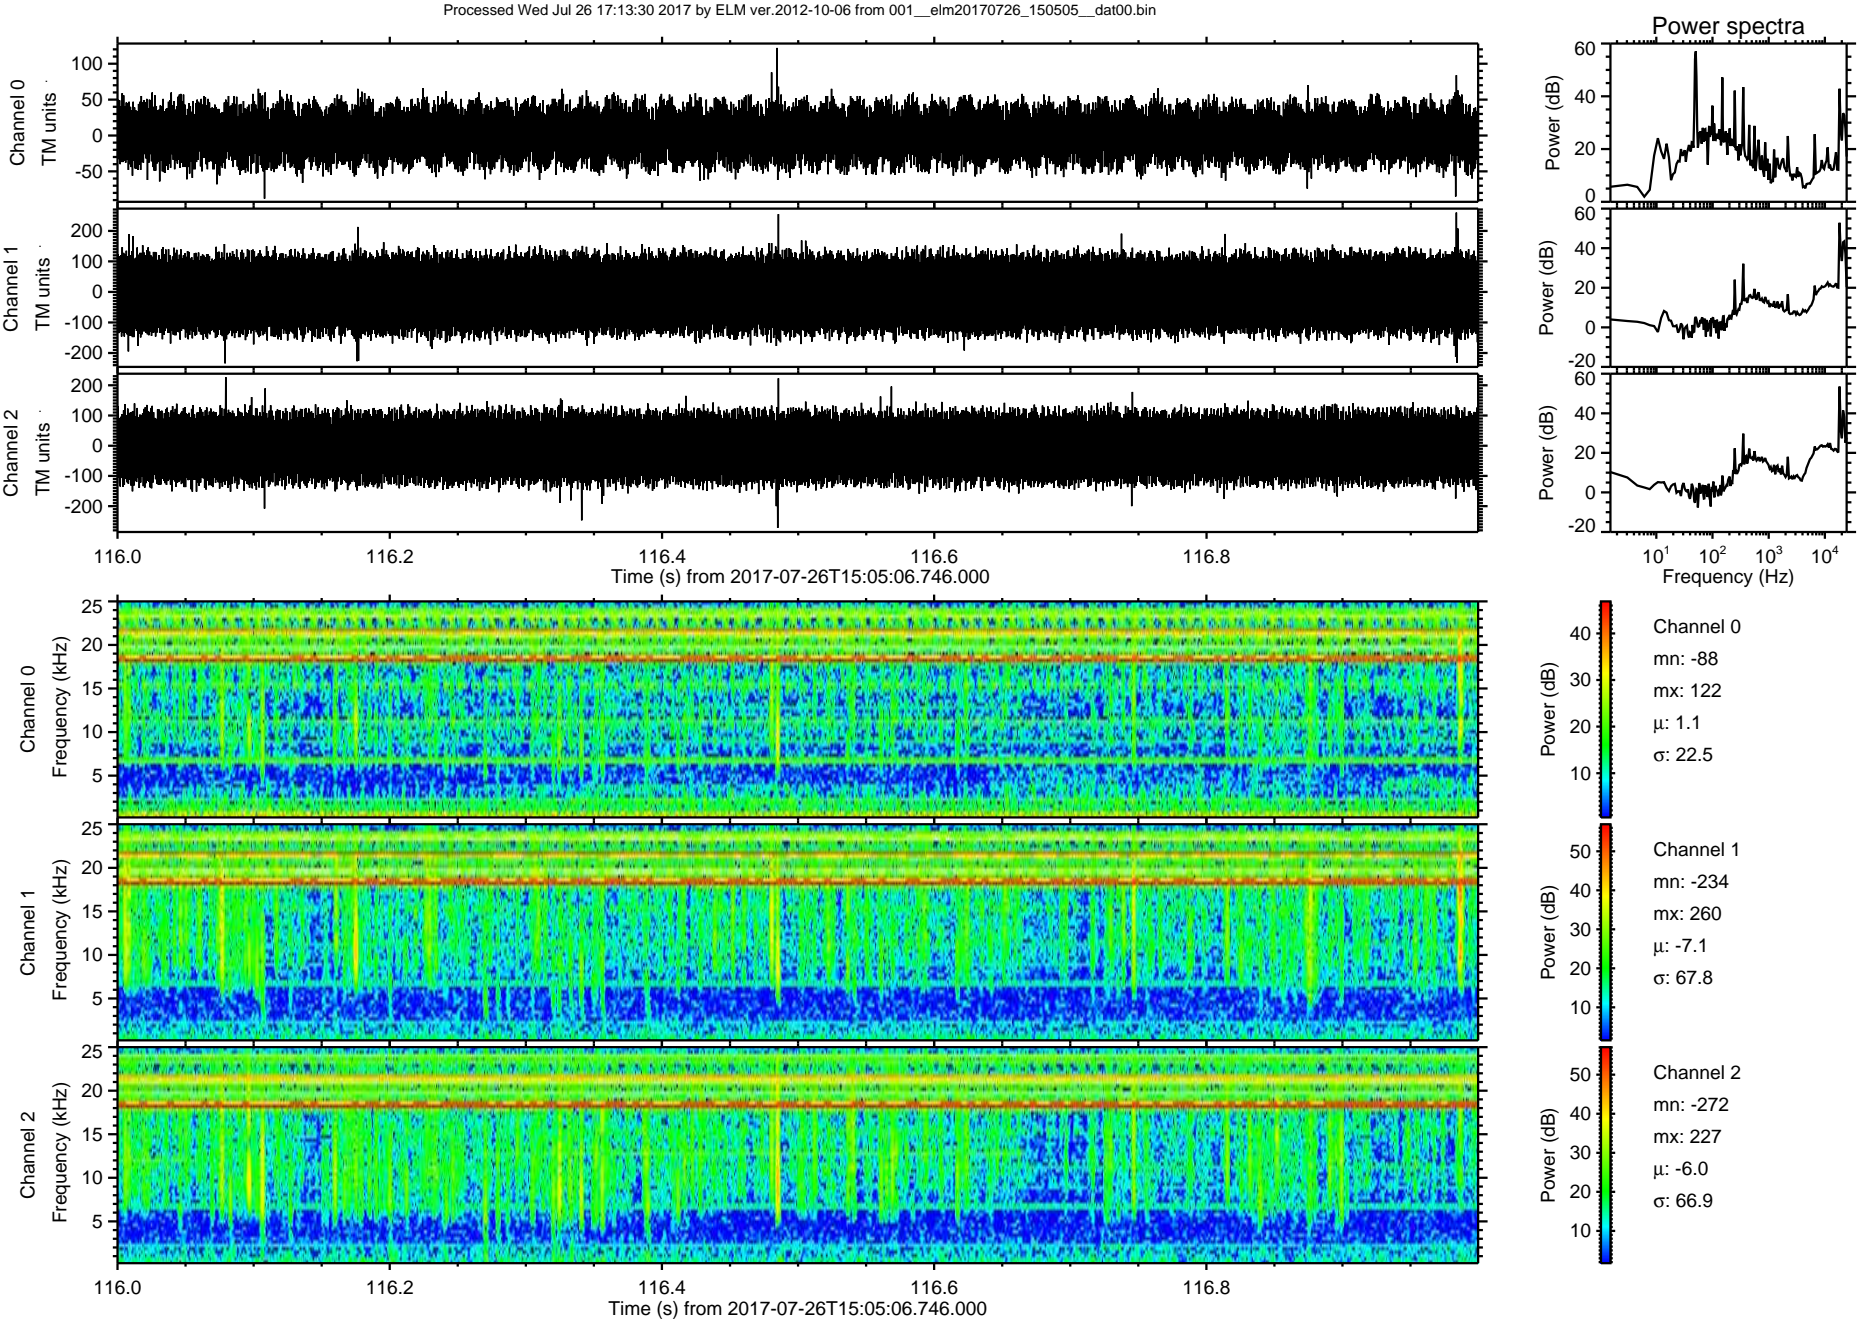 Processed Wed Jul 26 17:13:30 2017 by ELM ver.2012-10-06 from 001__elm20170726_150505__dat00.bin
Power spectra
Channel 0
TM units
100
50
0
-50
Power (dB)
60
40
20
0
Channel 1
TM units
200
100
0
-100
-200
Power (dB)
60
40
20
0
-20
Channel 2
TM units
200
100
0
-100
-200
Power (dB)
60
40
20
0
-20
116.0 116.2 116.4 116.6 116.8
Time (s) from 2017-07-26T15:05:06.746.000
10^1 10^2 10^3 10^4
Frequency (Hz)
Channel 0
Frequency (kHz)
25
20
15
10
5
Power (dB)
40
30
20
10
Channel 0
mn: -88
mx: 122
μ: 1.1
σ: 22.5
Channel 1
Frequency (kHz)
25
20
15
10
5
Power (dB)
50
40
30
20
10
Channel 1
mn: -234
mx: 260
μ: -7.1
σ: 67.8
Channel 2
Frequency (kHz)
25
20
15
10
5
Power (dB)
50
40
30
20
10
Channel 2
mn: -272
mx: 227
μ: -6.0
σ: 66.9
116.0 116.2 116.4 116.6 116.8
Time (s) from 2017-07-26T15:05:06.746.000